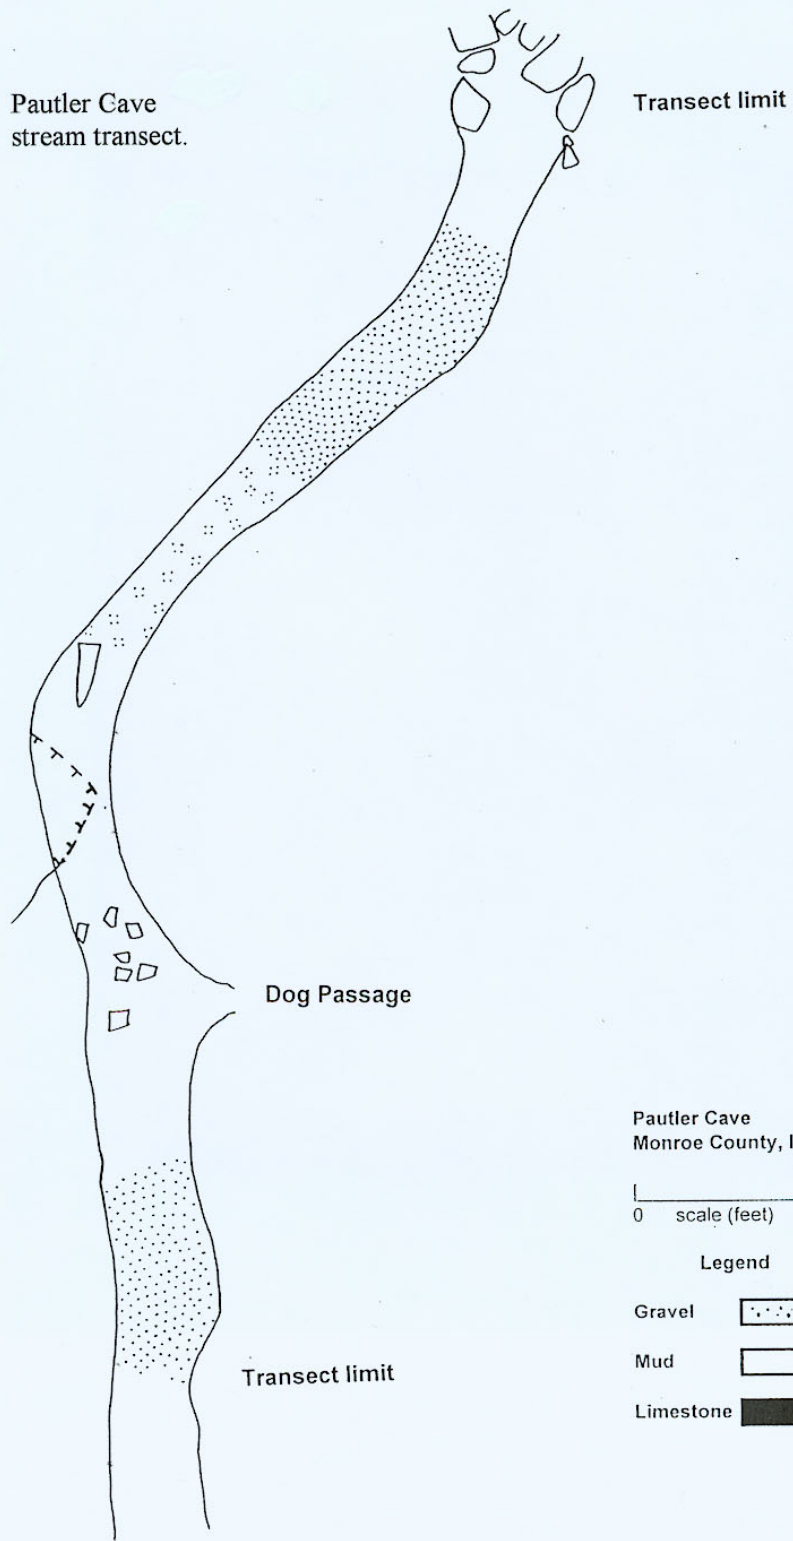 Pautler Cave
stream transect.
Transect limit
Dog Passage
Pautler Cave
Monroe County,
0 scale (feet)
Legend
Gravel
Mud
Limestone
Transect limit